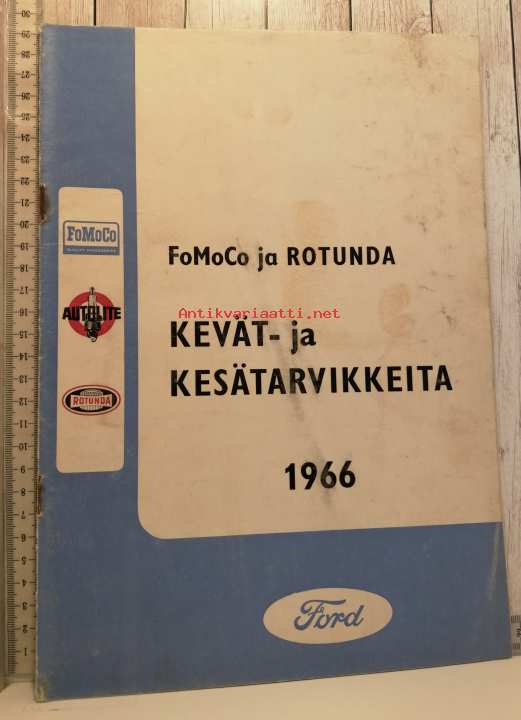 FoMoCo
AUTOLITE
ROTUNDA
FoMoCo ja ROTUNDA
Antikvariaatti.net
KEVÄT- ja
KESÄTARVIKKEITA
1966
Ford